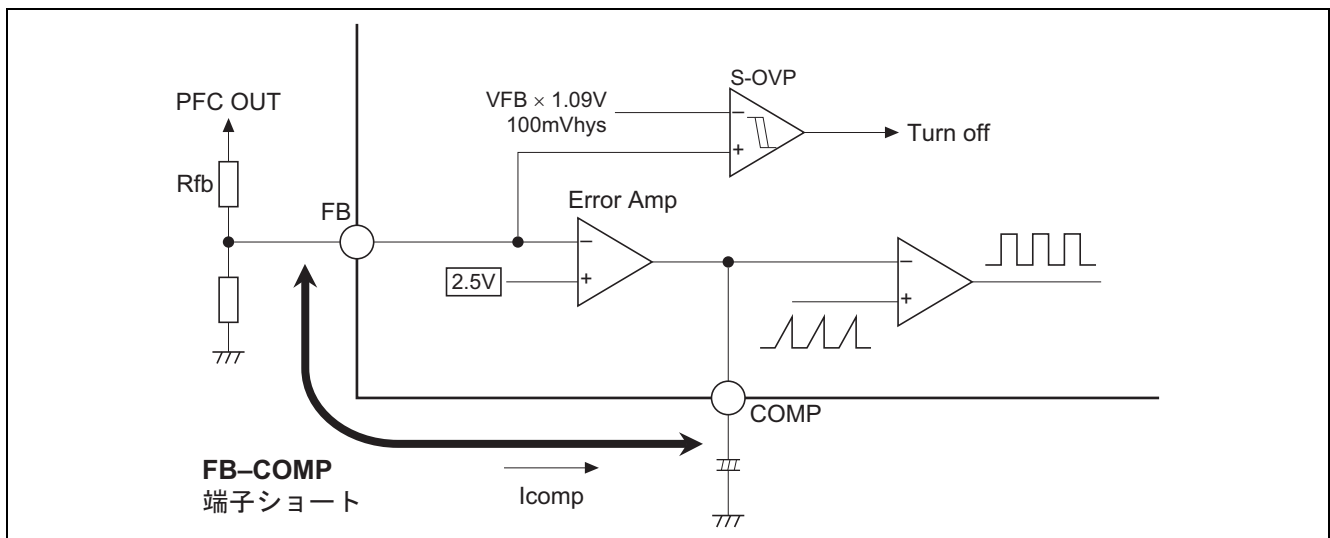 S-OVP
PFC OUT
VFB × 1.09V
100mVhys
Turn off
Rfb
Error Amp
FB
2.5V
COMP
FB–COMP
端子ショート
Icomp